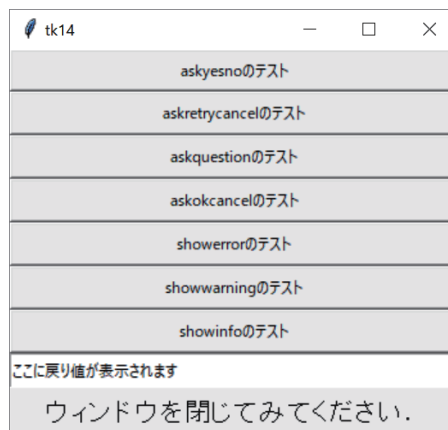 tk14
askyesnoのテスト
askretrycancelのテスト
askquestionのテスト
askokcancelのテスト
showerrorのテスト
showwarningのテスト
showinfoのテスト
ここに戻り値が表示されます
ウィンドウを閉じてみてください.